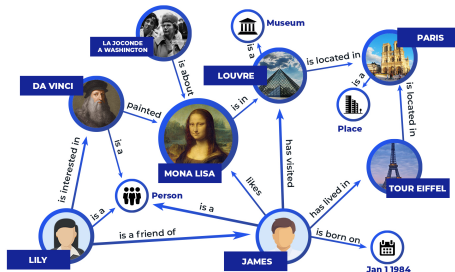 LA JOCONDE
A WASHINGTON
Museum
PARIS
is about
is a
is located in
LOUVRE
is a
DA VINCI
painted
is in
is located in
Place
is a
MONA LISA
is interested in
has visited
TOUR EIFFEL
Person
likes
has lived in
is a
is a
is a friend of
is born on
LILY
JAMES
Jan 1 1984